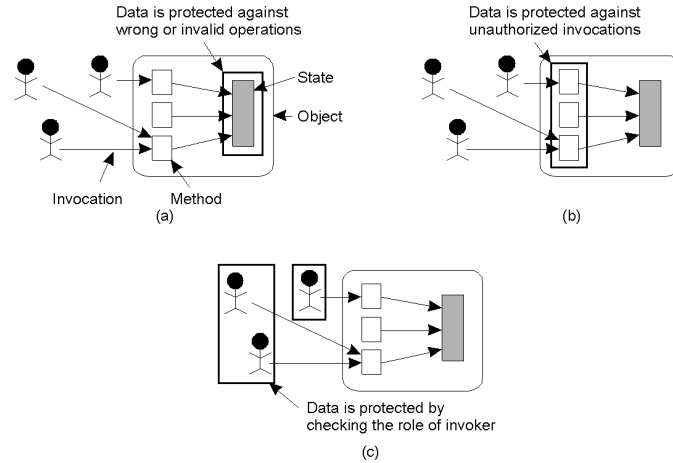 Data is protected against
wrong or invalid operations
State
Object
Invocation
Method
(a)
Data is protected against
unauthorized invocations
(b)
Data is protected by
checking the role of invoker
(c)